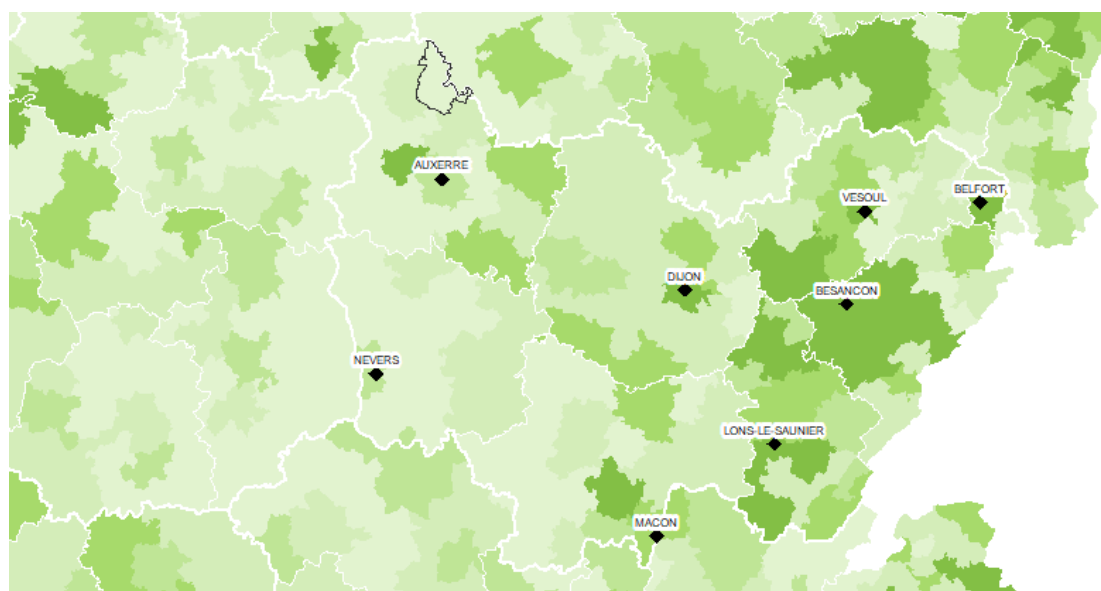 AUXERRE
BELFORT
VESOUL
DIJON
BESANCON
NEVERS
LONS-LE-SAUNIER
MACON